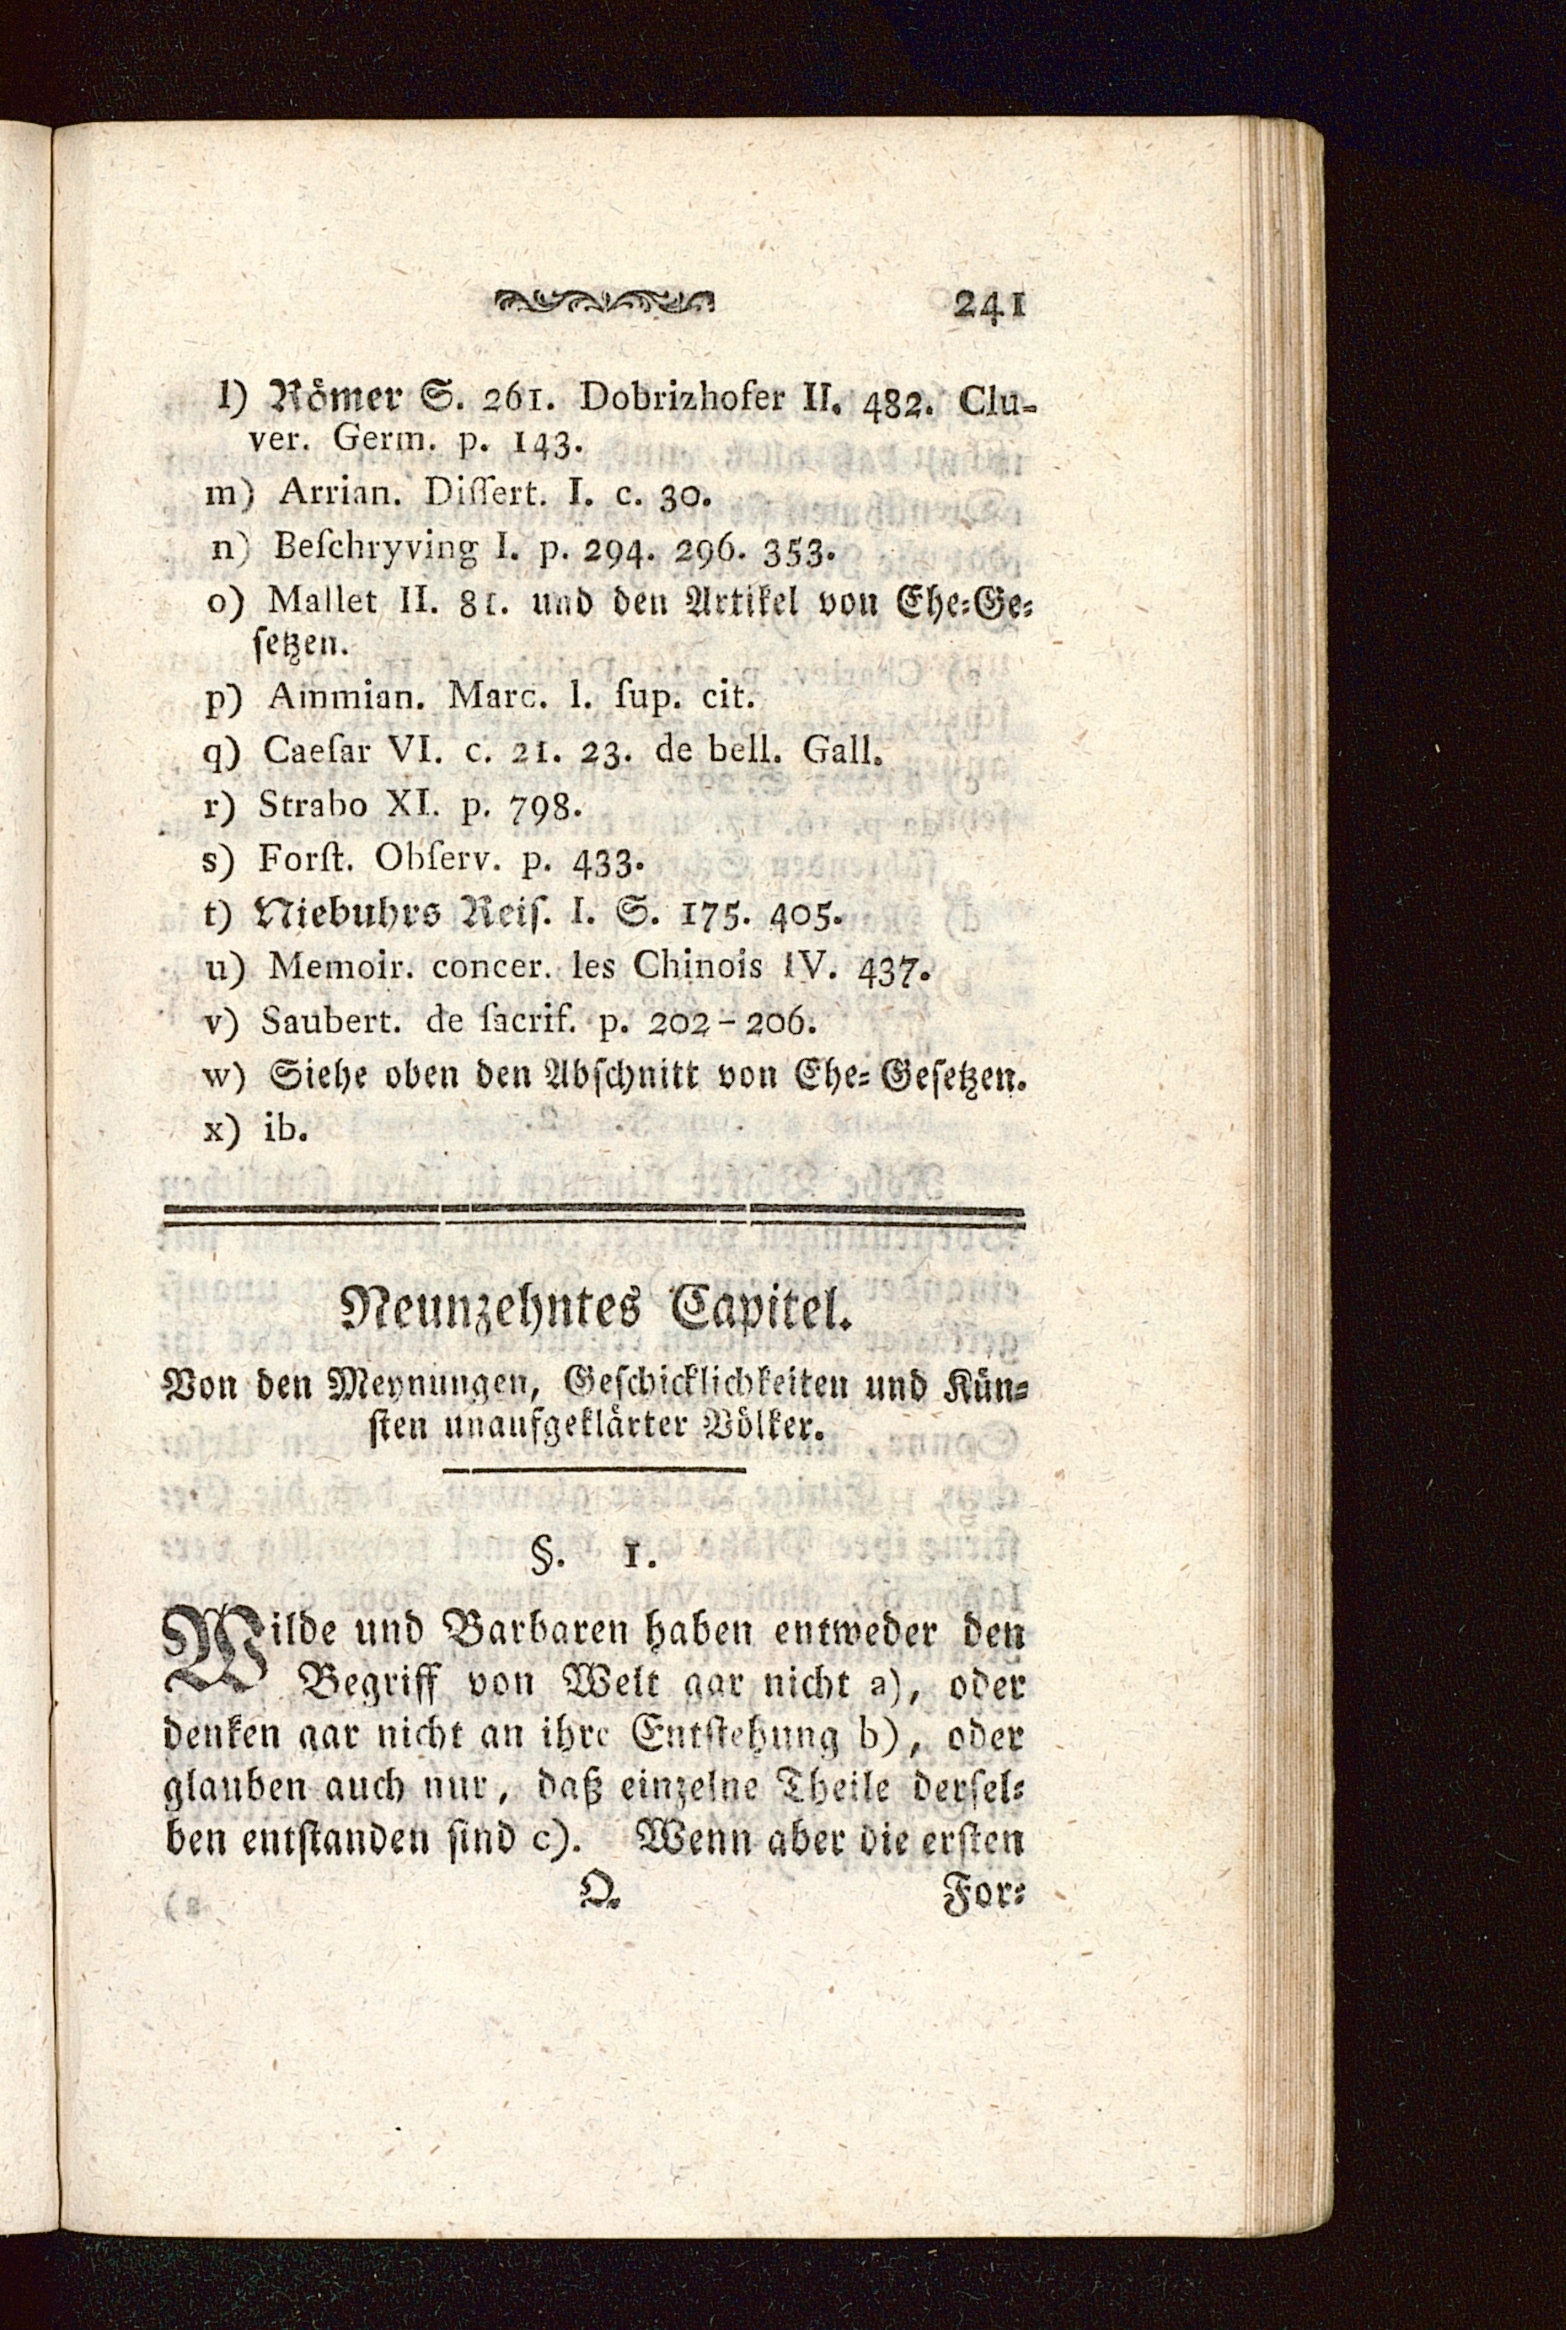 241
l) Römer S. 261. Dobrizhofer II. 482. Clu-
ver. Germ. p. 143.
m) Arrian. Diſſert. I. c. 30.
n) Beſchryving I. p. 294. 296. 353.
o) Mallet II. 81. und den Artikel von Ehe-Ge-
ſetzen.
p) Ammian. Marc. l. ſup. cit.
q) Caeſar VI. c. 21. 23. de bell. Gall.
r) Strabo XI. p. 798.
s) Forſt. Obſerv. p. 433.
t) Niebuhrs Reiſ. I. S. 175. 405.
u) Memoir. concer. les Chinois IV. 437.
v) Saubert. de ſacrif. p. 202-206.
w) Siehe oben den Abſchnitt von Ehe-Geſetzen.
x) ib.
Neunzehntes Capitel.
Von den Meynungen, Geſchicklichkeiten und Kün-
ſten unaufgeklärter Völker.
§. 1.
Wilde und Barbaren haben entweder den
Begriff von Welt gar nicht a), oder
denken gar nicht an ihre Entſtehung b), oder
glauben auch nur, daß einzelne Theile derſel-
ben entſtanden ſind c). Wenn aber die erſten
Q. For-